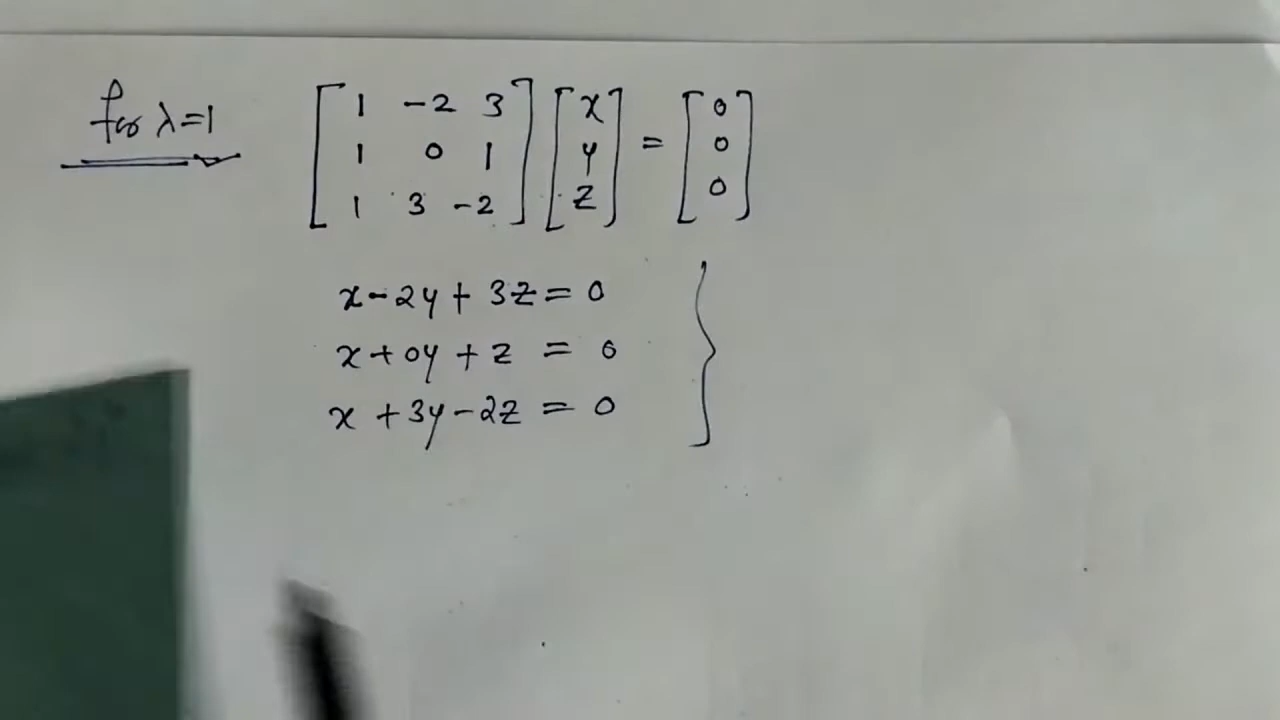 for λ=1 [1 -2 3; 1 0 1; 1 3 -2] [x; y; z] = [0; 0; 0]
x-2y+3z=0
x+0y+z=0
x+3y-2z=0